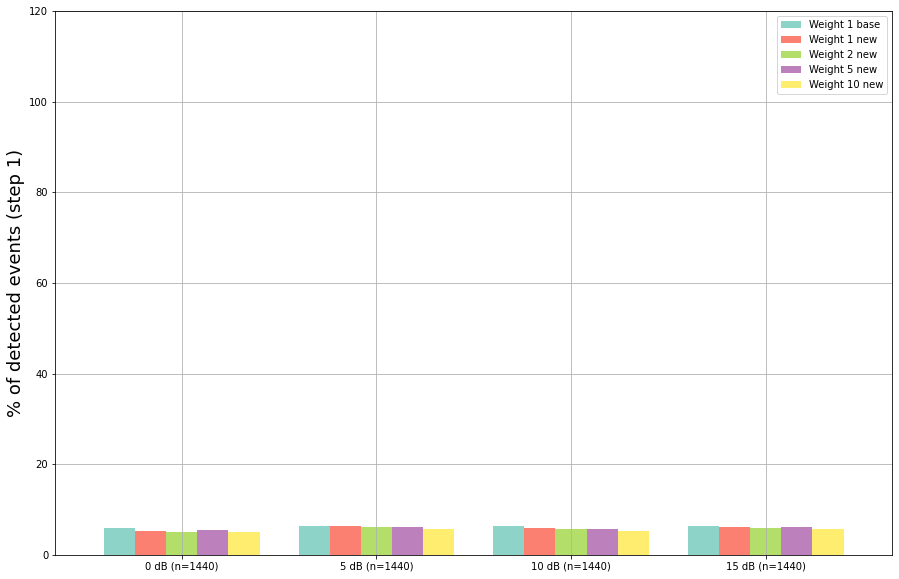 120
100
80
60
40
20
0
% of detected events (step 1)
Weight 1 base
Weight 1 new
Weight 2 new
Weight 5 new
Weight 10 new
0 dB (n=1440)
5 dB (n=1440)
10 dB (n=1440)
15 dB (n=1440)